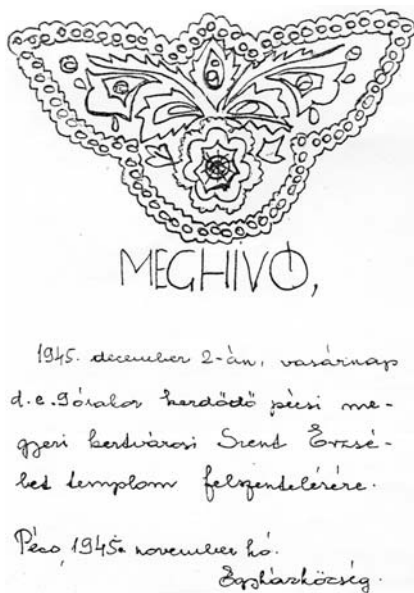 MEGHIVÓ,
1945. december 2-án, vasárnap
d. e. 9 órakor kezdődő pécsi me-
gyeri kertvárosi Szent Erzsé-
bet templom felszentelésére.
Pécs, 1945. november hó.
Egyházközség.